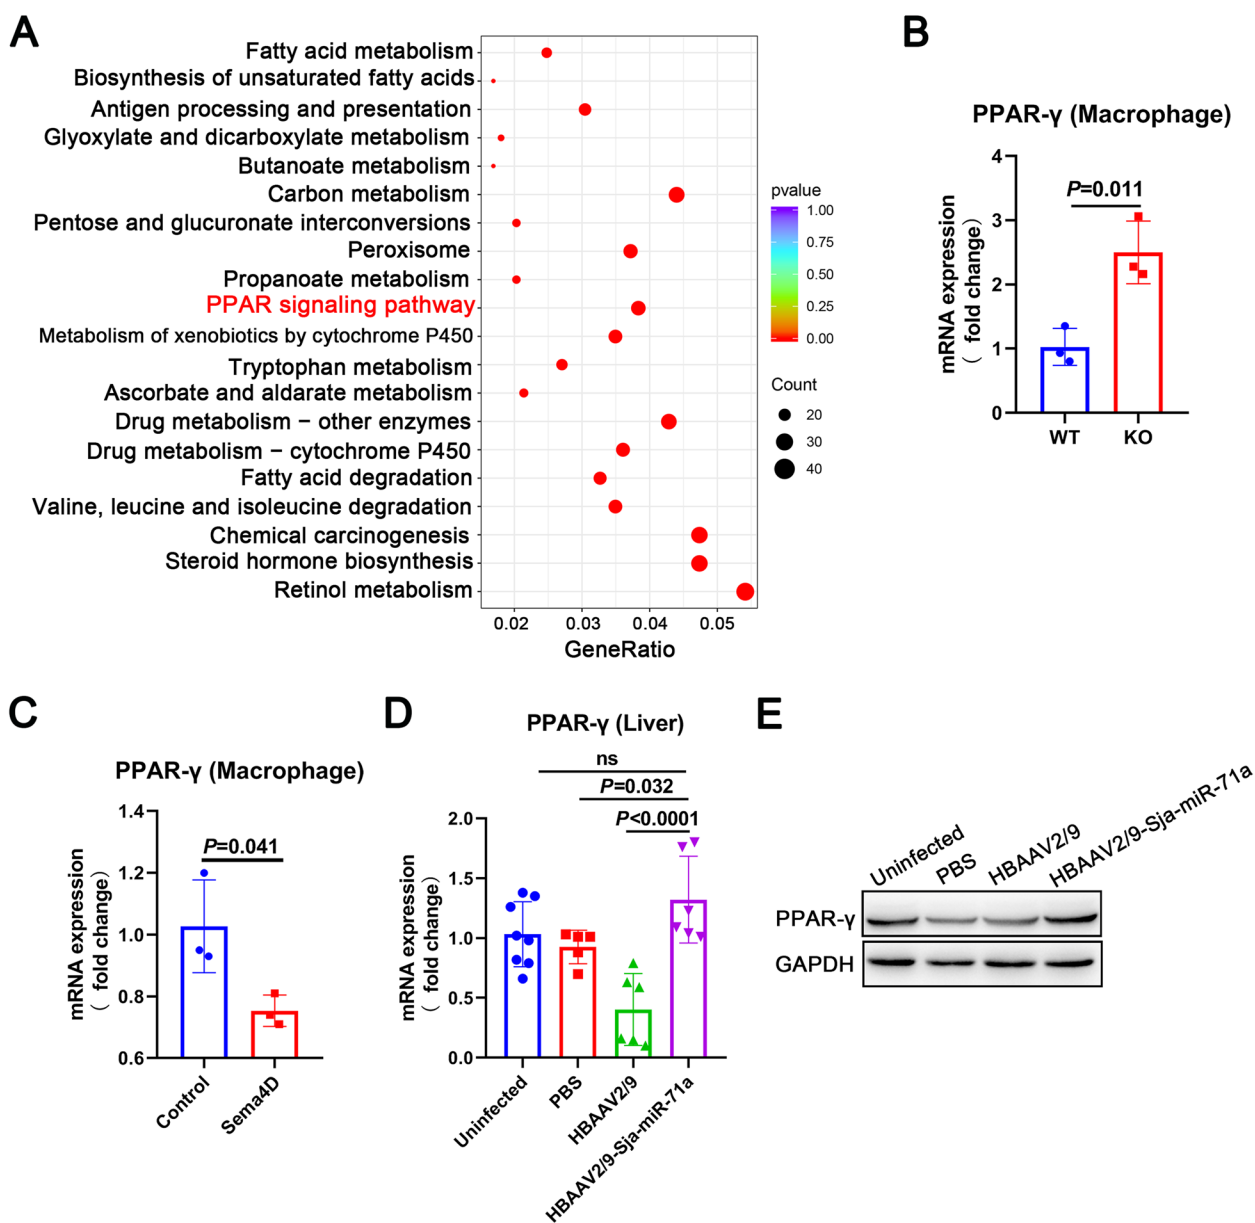 A
Fatty acid metabolism
Biosynthesis of unsaturated fatty acids
Antigen processing and presentation
Glyoxylate and dicarboxylate metabolism
Butanoate metabolism
Carbon metabolism
Pentose and glucuronate interconversions
Peroxisome
Propanoate metabolism
PPAR signaling pathway
Metabolism of xenobiotics by cytochrome P450
Tryptophan metabolism
Ascorbate and aldarate metabolism
Drug metabolism − other enzymes
Drug metabolism − cytochrome P450
Fatty acid degradation
Valine, leucine and isoleucine degradation
Chemical carcinogenesis
Steroid hormone biosynthesis
Retinol metabolism
0.02 0.03 0.04 0.05
GeneRatio
pvalue
1.00
0.75
0.50
0.25
0.00
Count
20
30
40
B
PPAR-γ (Macrophage)
P=0.011
mRNA expression
( fold change)
4
3
2
1
0
WT KO
C
PPAR-γ (Macrophage)
P=0.041
mRNA expression
( fold change)
1.4
1.2
1.0
0.8
0.6
Control
Sema4D
D
PPAR-γ (Liver)
ns
P=0.032
P<0.0001
mRNA expression
( fold change)
2.0
1.5
1.0
0.5
0.0
Uninfected
PBS
HBAAV2/9
HBAAV2/9-Sja-miR-71a
E
Uninfected
PBS
HBAAV2/9
HBAAV2/9-Sja-miR-71a
PPAR-γ
GAPDH